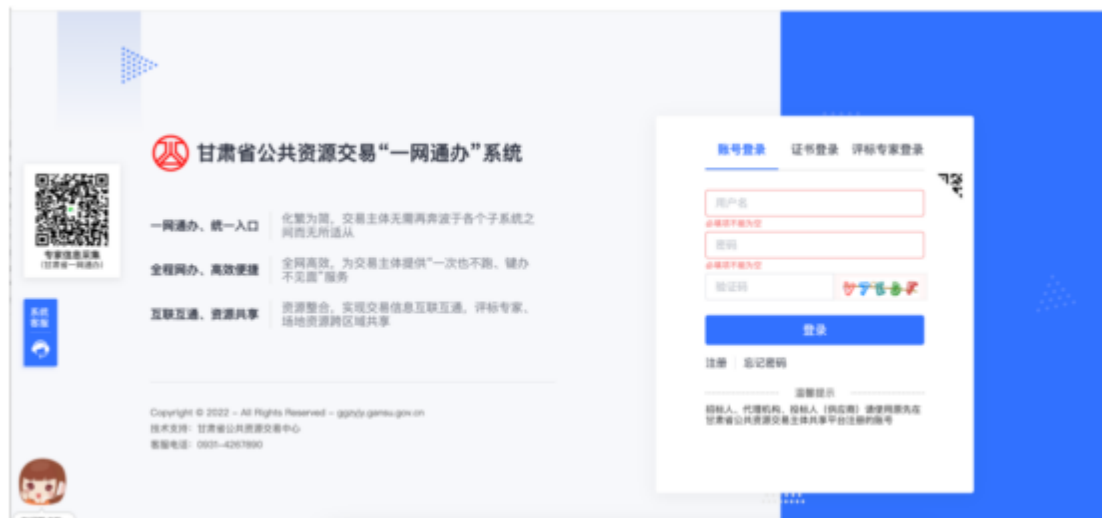 甘肃省公共资源交易“一网通办”系统
一网通办、统一入口
化繁为简，交易主体无需再奔波于各个子系统之
间而无所适从
全程网办、高效便捷
全网高效，为交易主体提供“一次也不跑、键办
不见面”服务
互联互通、资源共享
资源整合，实现交易信息互联互通，评标专家、
场地资源跨区域共享
Copyright © 2022 - All Rights Reserved - ggzyjy.gansu.gov.cn
技术支持：甘肃省公共资源交易中心
客服电话：0931-4267890
专家信息采集
(甘肃省一网通办)
系统
客服
账号登录 证书登录 评标专家登录
用户名
必填项不能为空
密码
必填项不能为空
验证码
登录
注册 忘记密码
温馨提示
招标人、代理机构、投标人（供应商）请使用原先在
甘肃省公共资源交易主体共享平台注册的账号